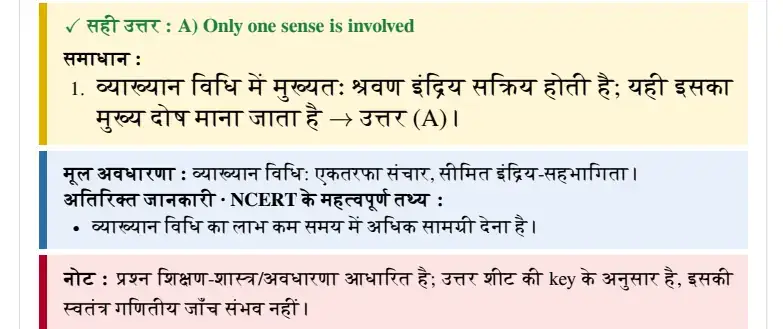 ✓ सही उत्तर : A) Only one sense is involved
समाधान :
1. व्याख्यान विधि में मुख्यतः श्रवण इंद्रिय सक्रिय होती है; यही इसका
मुख्य दोष माना जाता है → उत्तर (A)।
मूल अवधारणा : व्याख्यान विधिः एकतरफा संचार, सीमित इंद्रिय-सहभागिता।
अतिरिक्त जानकारी · NCERT के महत्वपूर्ण तथ्य :
• व्याख्यान विधि का लाभ कम समय में अधिक सामग्री देना है।
नोट : प्रश्न शिक्षण-शास्त्र/अवधारणा आधारित है; उत्तर शीट की key के अनुसार है, इसकी
स्वतंत्र गणितीय जाँच संभव नहीं।